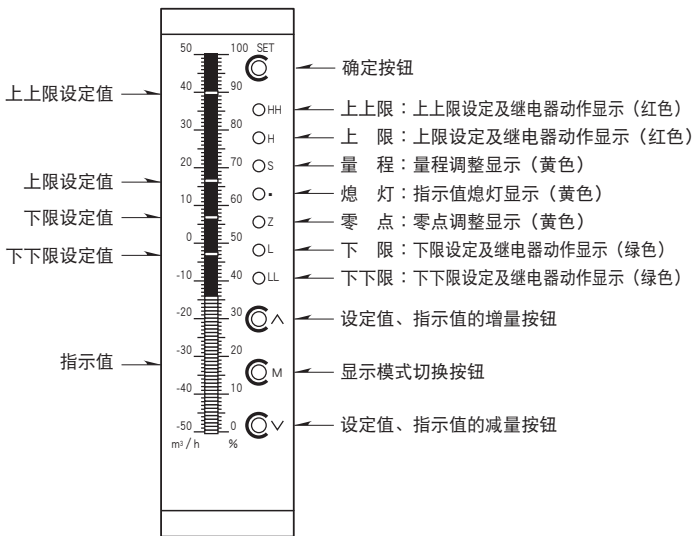 50 100 SET
确定按钮
上上限设定值
40 90
HH 上上限：上上限设定及继电器动作显示（红色）
30 80
H 上　限：上限设定及继电器动作显示（红色）
20 70 S 量　程：量程调整显示（黄色）
上限设定值
10 60 ▪ 熄　灯：指示值熄灯显示（黄色）
下限设定值
Z 零　点：零点调整显示（黄色）
0 50
下下限设定值
L 下　限：下限设定及继电器动作显示（绿色）
-10 40 LL 下下限：下下限设定及继电器动作显示（绿色）
-20 30 ∧ 设定值、指示值的增量按钮
-30 20
指示值
M 显示模式切换按钮
-40 10
-50 0 ∨ 设定值、指示值的减量按钮
m³/h %